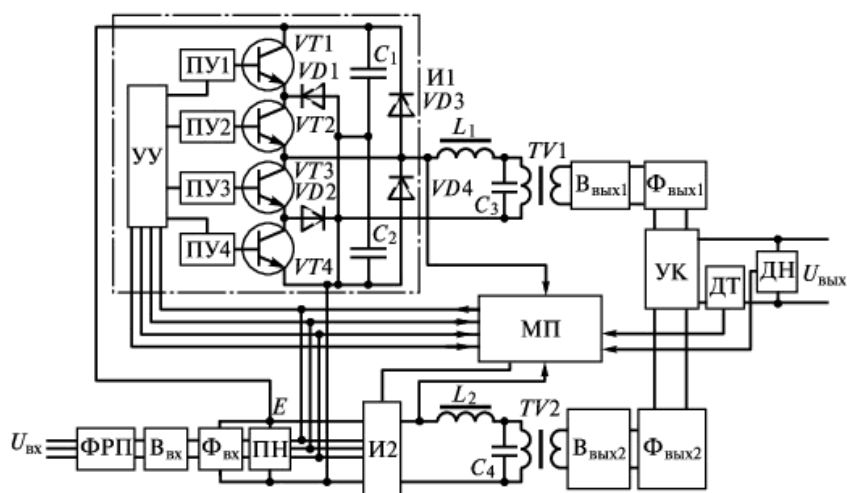 VT1
ПУ1
VD1
C1
И1
VD3
ПУ2
VT2
L1
TV1
УУ
VT3
Ввых1
Фвых1
ПУ3
VD2
VD4
C3
ПУ4
C2
VT4
УК
ДТ
ДН
Uвых
МП
E
L2
TV2
Uвх
ФРП
Ввх
Фвх
ПН
И2
C4
Ввых2
Фвых2